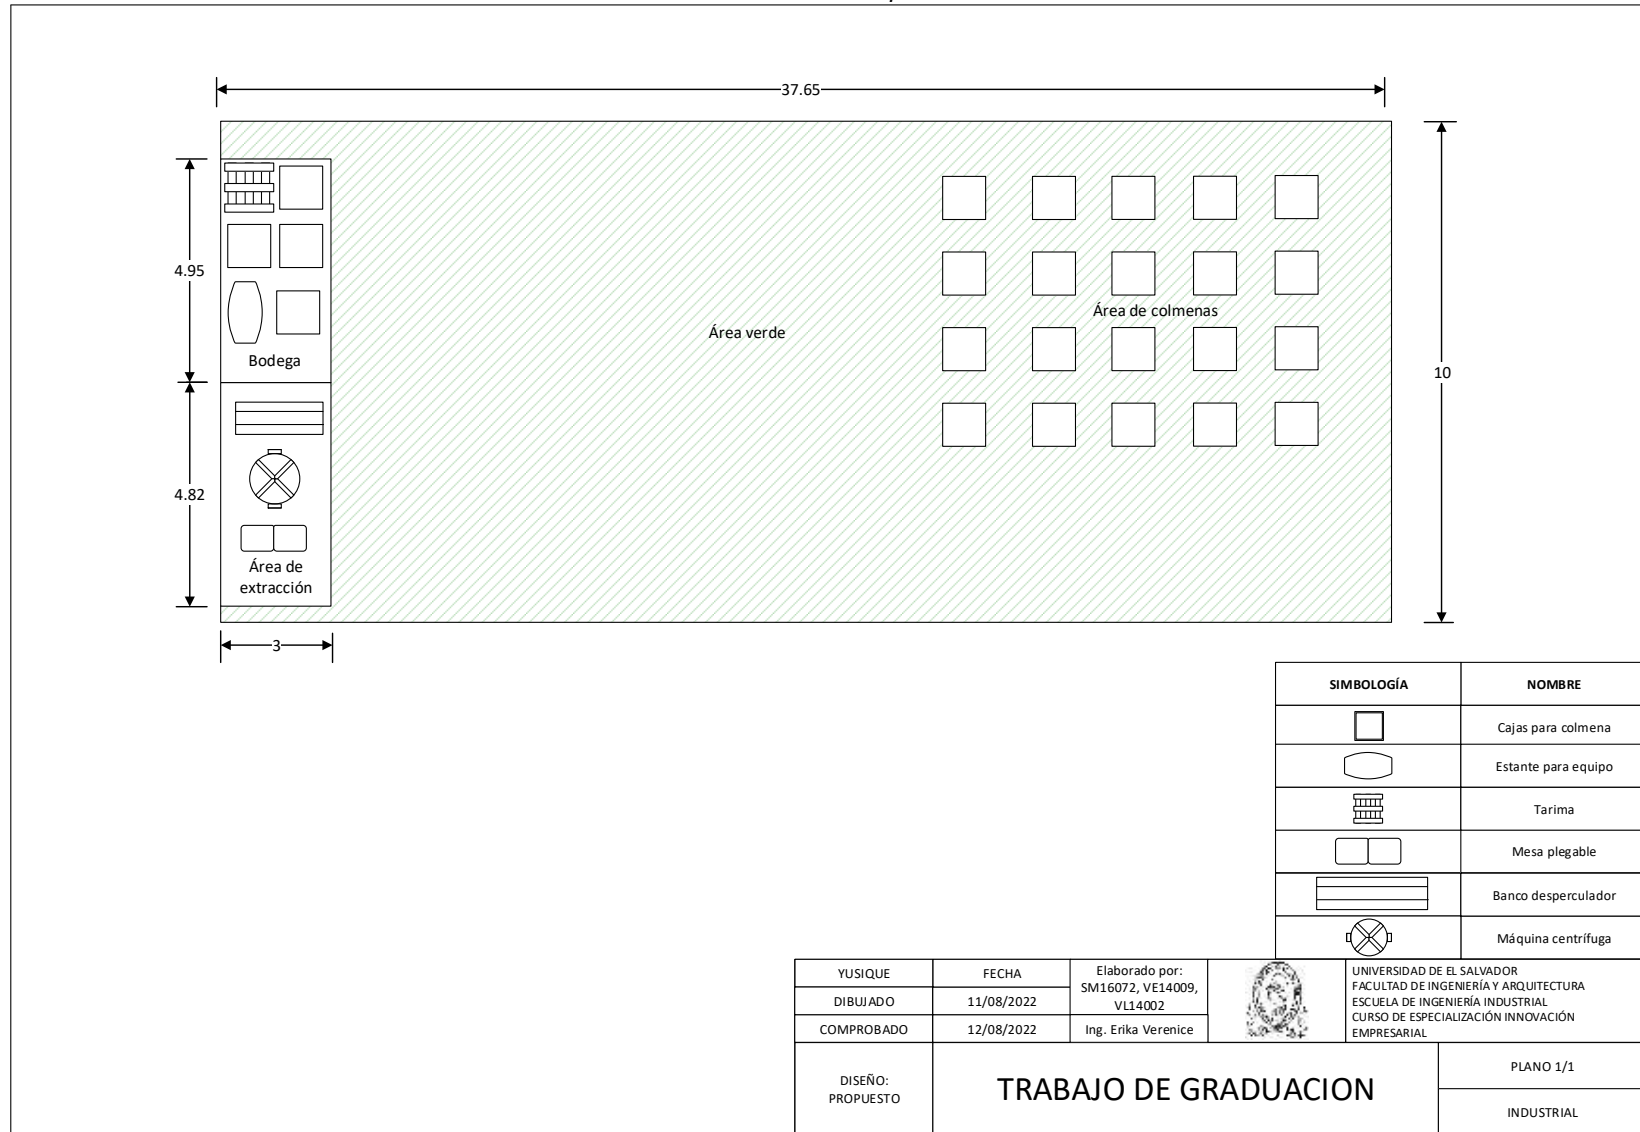 37.65
4.95
Bodega
Área verde
Área de colmenas
10
4.82
Área de
extracción
3
SIMBOLOGÍA
NOMBRE
Cajas para colmena
Estante para equipo
Tarima
Mesa plegable
Banco desperculador
Máquina centrífuga
YUSIQUE
FECHA
Elaborado por:
SM16072, VE14009,
VL14002
DIBUJADO
11/08/2022
COMPROBADO
12/08/2022
Ing. Erika Verenice
UNIVERSIDAD DE EL SALVADOR
FACULTAD DE INGENIERÍA Y ARQUITECTURA
ESCUELA DE INGENIERÍA INDUSTRIAL
CURSO DE ESPECIALIZACIÓN INNOVACIÓN
EMPRESARIAL
DISEÑO:
PROPUESTO
TRABAJO DE GRADUACION
PLANO 1/1
INDUSTRIAL